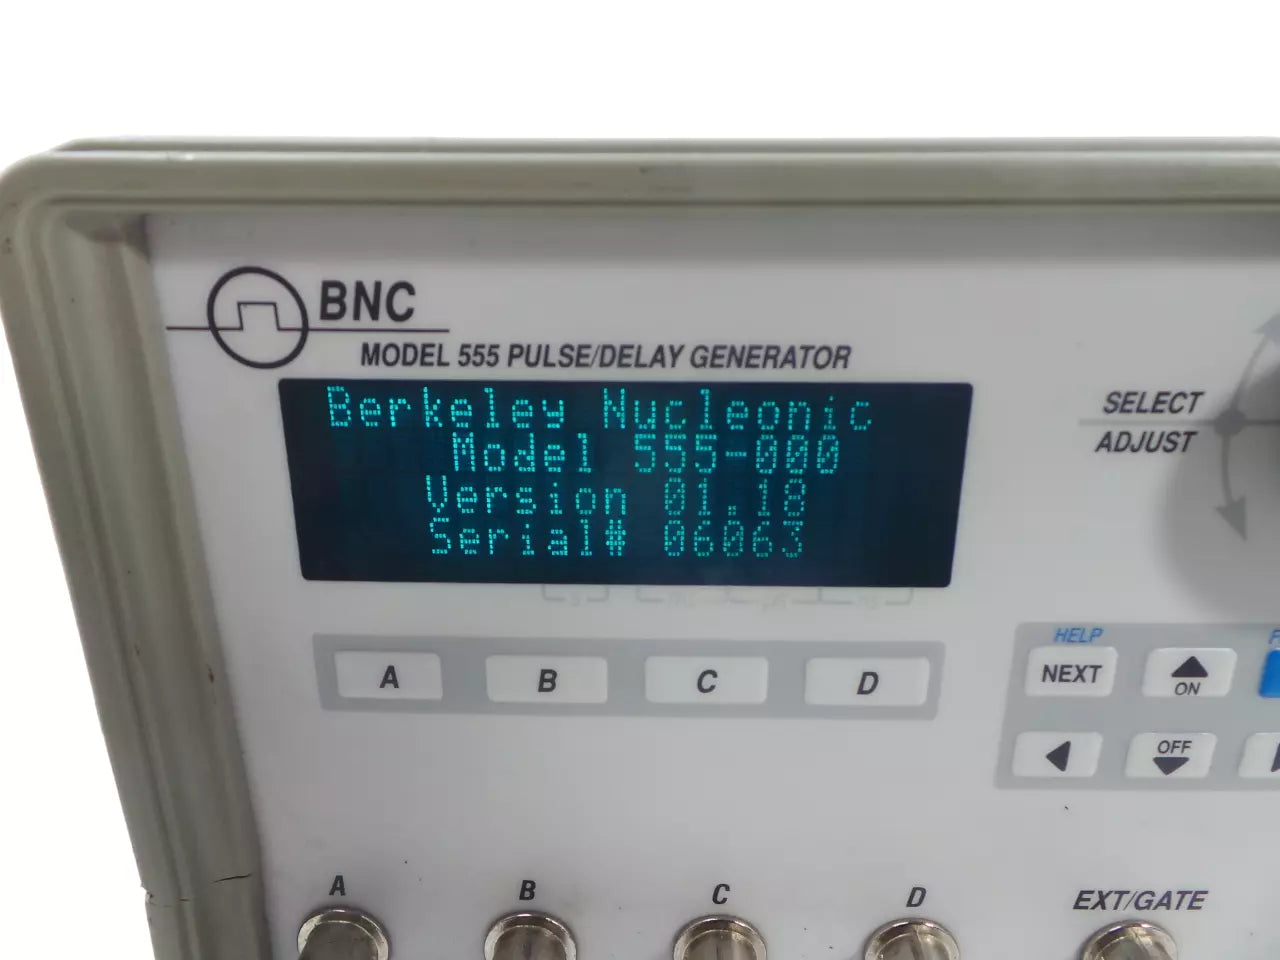 BNC
MODEL 555 PULSE/DELAY GENERATOR
Berkeley Nucleonic
Model 555-000
Version 01.18
Serial# 06063
SELECT
ADJUST
A B C D
HELP
NEXT
ON
OFF
A B C D EXT/GATE